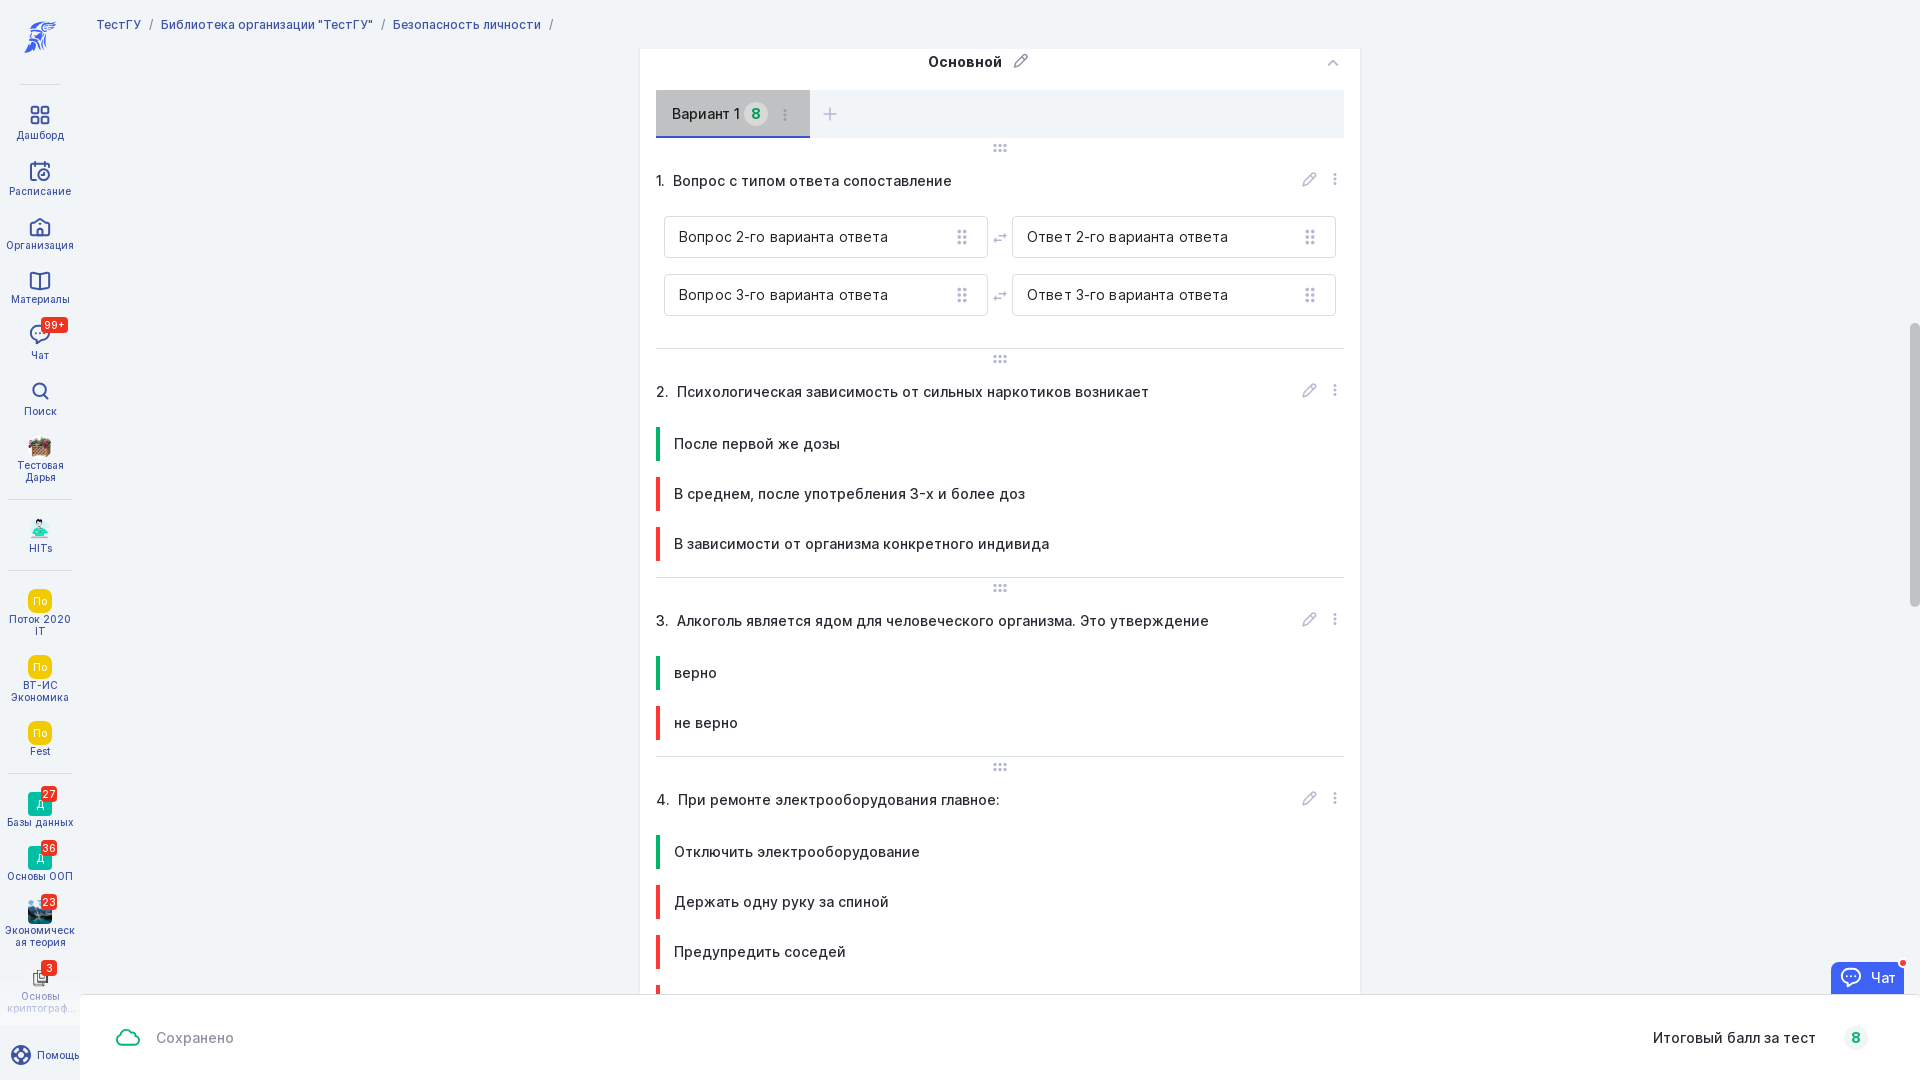 ТестГУ / Библиотека организации "ТестГУ" / Безопасность личности /
Дашборд
Расписание
Организация
Материалы
99+
Чат
Поиск
Тестовая
Дарья
HITs
По
Поток 2020
IT
По
ВТ-ИС
Экономика
По
Fest
27
Д
Базы данных
36
Д
Основы ООП
23
Экономическ
ая теория
3
Основы
криптограф...
Помощь
Основной
Вариант 1 8
1. Вопрос с типом ответа сопоставление
Вопрос 2-го варианта ответа
Ответ 2-го варианта ответа
Вопрос 3-го варианта ответа
Ответ 3-го варианта ответа
2. Психологическая зависимость от сильных наркотиков возникает
После первой же дозы
В среднем, после употребления 3-х и более доз
В зависимости от организма конкретного индивида
3. Алкоголь является ядом для человеческого организма. Это утверждение
верно
не верно
4. При ремонте электрооборудования главное:
Отключить электрооборудование
Держать одну руку за спиной
Предупредить соседей
Чат
Сохранено
Итоговый балл за тест 8